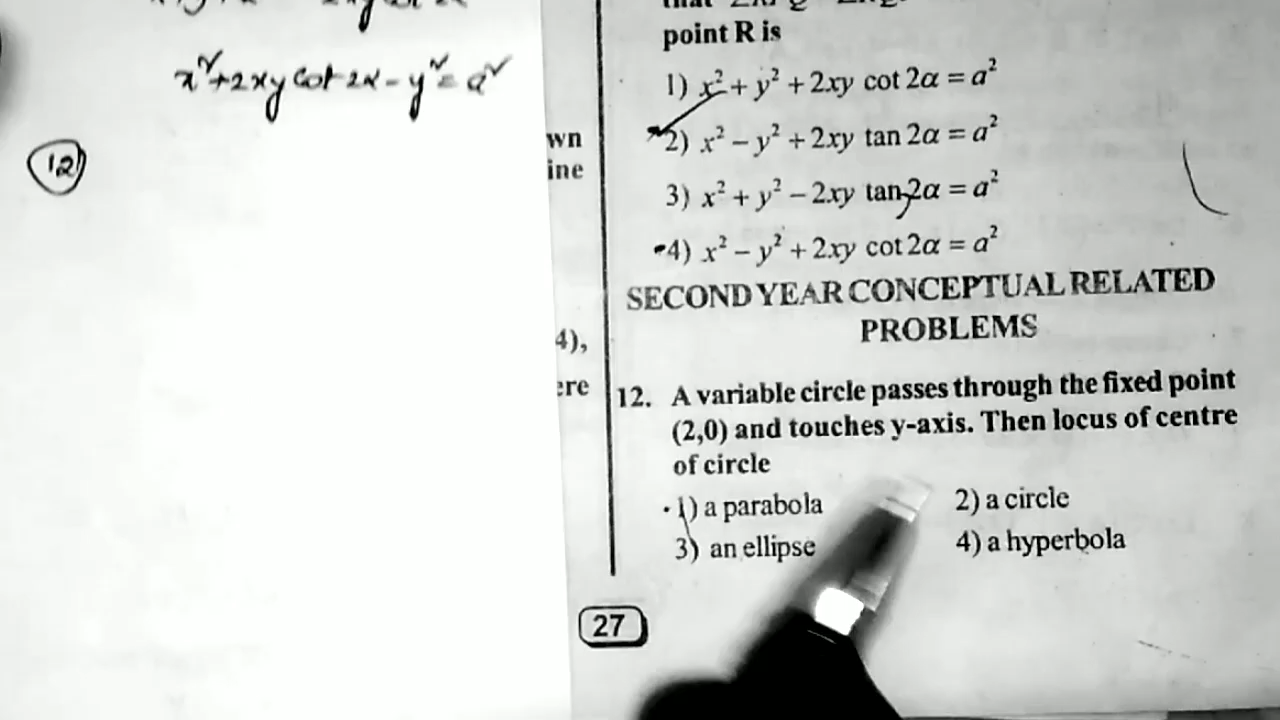 x²+2xy cot 2α - y² = a²
12
wn
ine
4),
ere
point R is
1) x² + y² + 2xy cot 2α = a²
2) x² − y² + 2xy tan 2α = a²
3) x² + y² − 2xy tan 2α = a²
4) x² − y² + 2xy cot 2α = a²
SECOND YEAR CONCEPTUAL RELATED
PROBLEMS
12. A variable circle passes through the fixed point
(2,0) and touches y-axis. Then locus of centre
of circle
1) a parabola 2) a circle
3) an ellipse 4) a hyperbola
27